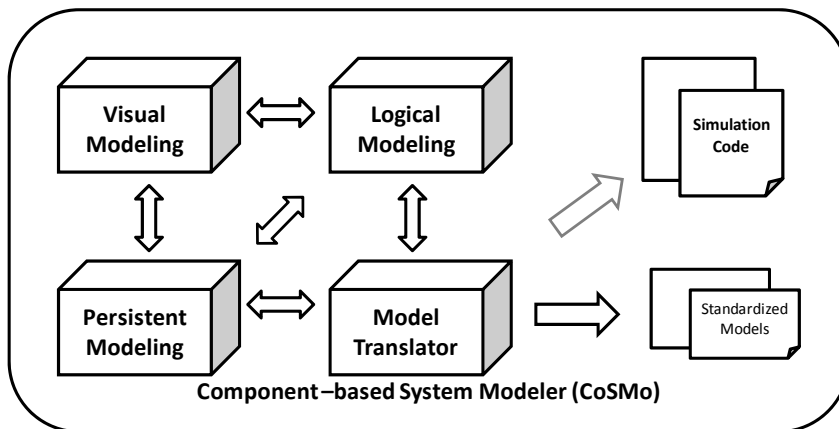 Visual
Modeling
Logical
Modeling
Simulation
Code
Persistent
Modeling
Model
Translator
Standardized
Models
Component–based System Modeler (CoSMo)